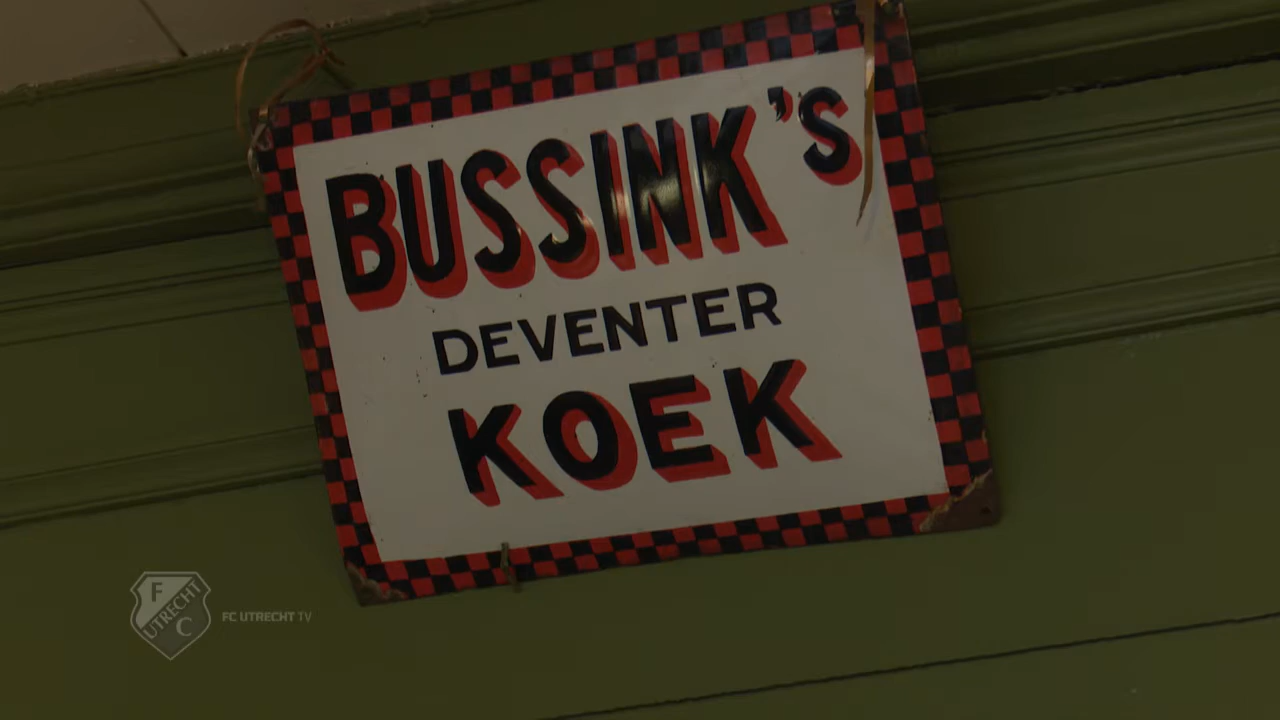 BUSSINK'S
DEVENTER
KOEK
FC UTRECHT
FC UTRECHT TV